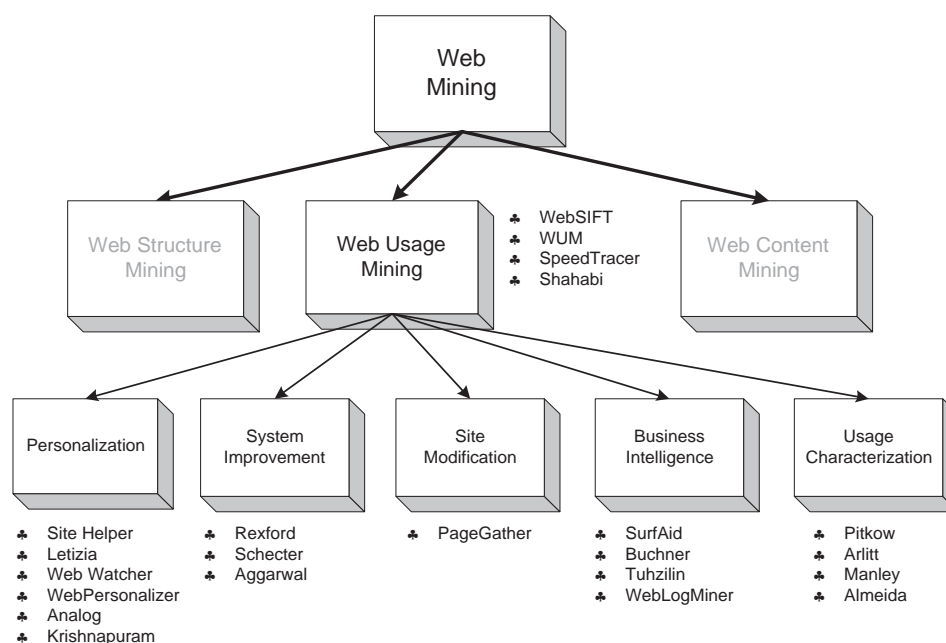 Web
Mining
Web Structure
Mining
Web Usage
Mining
♣ WebSIFT
♣ WUM
♣ SpeedTracer
♣ Shahabi
Web Content
Mining
Personalization
System
Improvement
Site
Modification
Business
Intelligence
Usage
Characterization
♣ Site Helper
♣ Letizia
♣ Web Watcher
♣ WebPersonalizer
♣ Analog
♣ Krishnapuram
♣ Rexford
♣ Schecter
♣ Aggarwal
♣ PageGather
♣ SurfAid
♣ Buchner
♣ Tuhzilin
♣ WebLogMiner
♣ Pitkow
♣ Arlitt
♣ Manley
♣ Almeida